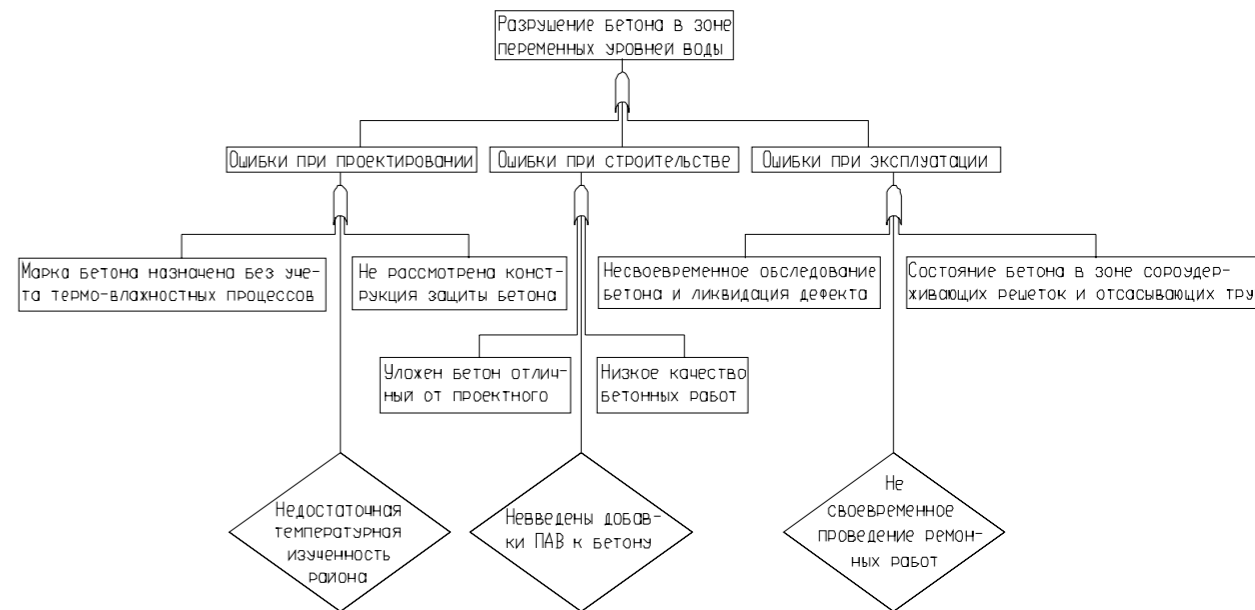 Разрушение бетона в зоне
переменных уровней воды
Ошибки при проектировании
Ошибки при строительстве
Ошибки при эксплуатации
Марка бетона назначена без уче-
та термо-влажностных процессов
Не рассмотрена конст-
рукция защиты бетона
Несвоевременное обследование
бетона и ликвидация дефекта
Состояние бетона в зоне сороудер-
живающих решеток и отсасывающих тру
Уложен бетон отлич-
ный от проектного
Низкое качество
бетонных работ
Недостаточная
температурная
изученность
района
Невведены добав-
ки ПАВ к бетону
Не
своевременное
проведение ремон-
ных работ